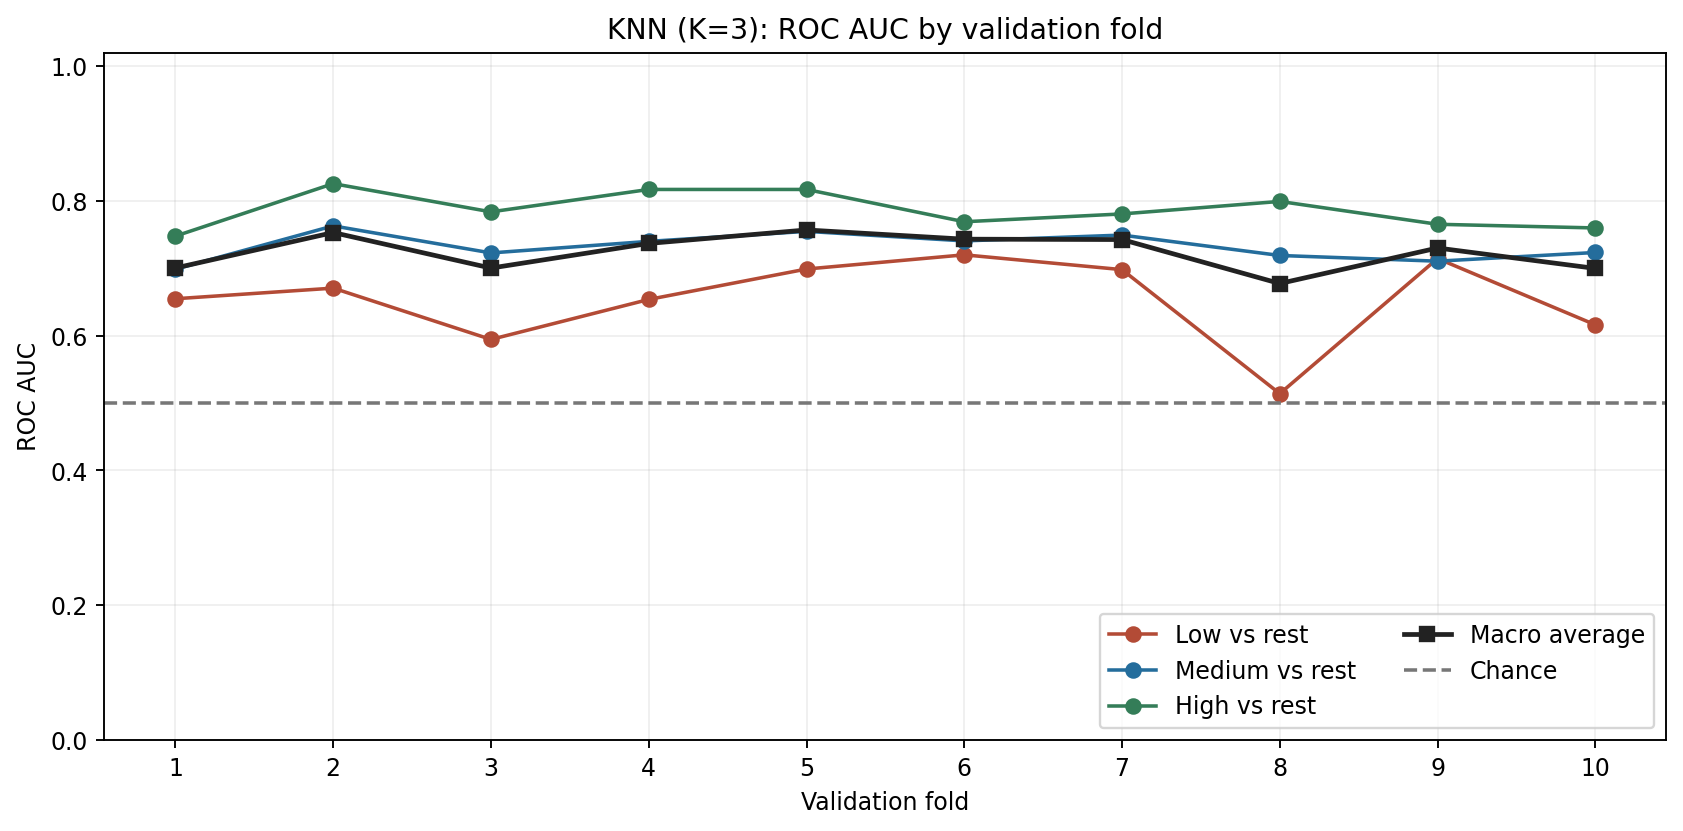 KNN (K=3): ROC AUC by validation fold
ROC AUC
1.0
0.8
0.6
0.4
0.2
0.0
1 2 3 4 5 6 7 8 9 10
Validation fold
Low vs rest
Medium vs rest
High vs rest
Macro average
Chance